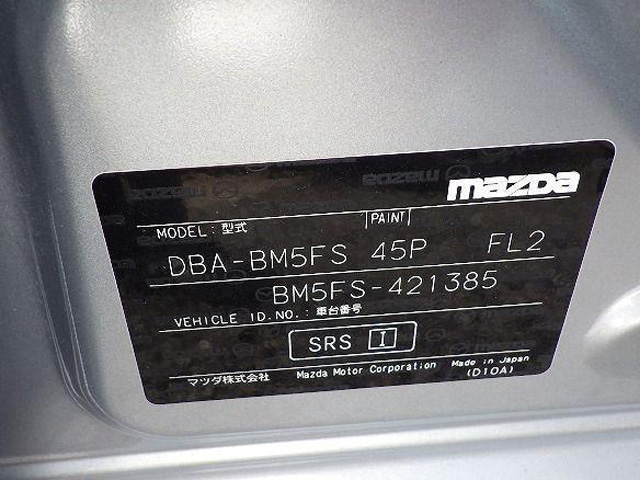 mazda
MODEL: 型式 PAINT
DBA-BM5FS 45P FL2
BM5FS-421385
VEHICLE ID.NO.: 車台番号
SRS I
マツダ株式会社 Mazda Motor Corporation Made in Japan
(D10A)